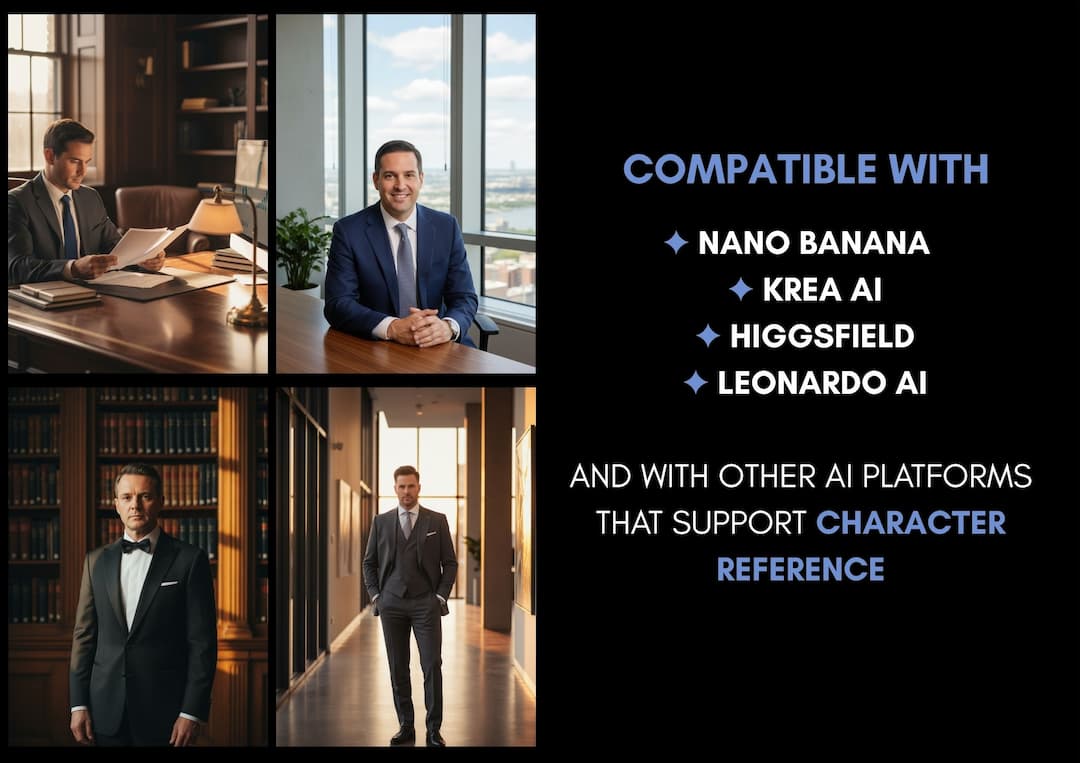 COMPATIBLE WITH
✦ NANO BANANA
✦ KREA AI
✦ HIGGSFIELD
✦ LEONARDO AI
AND WITH OTHER AI PLATFORMS
THAT SUPPORT CHARACTER
REFERENCE